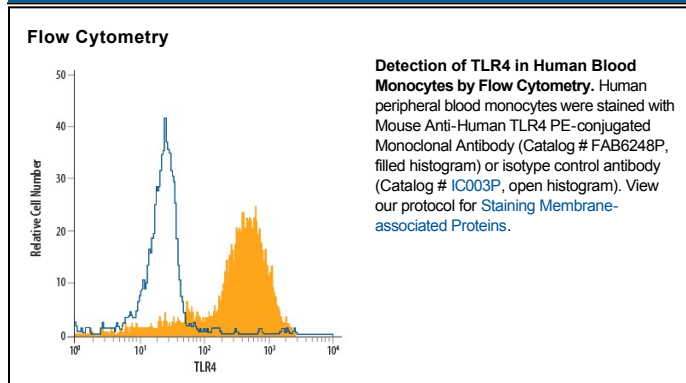 Flow Cytometry
Detection of TLR4 in Human Blood
Monocytes by Flow Cytometry. Human
peripheral blood monocytes were stained with
Mouse Anti-Human TLR4 PE-conjugated
Monoclonal Antibody (Catalog # FAB6248P,
filled histogram) or isotype control antibody
(Catalog # IC003P, open histogram). View
our protocol for Staining Membrane-
associated Proteins.
Relative Cell Number
50
40
30
20
10
0
10⁰ 10¹ 10² 10³ 10⁴
TLR4